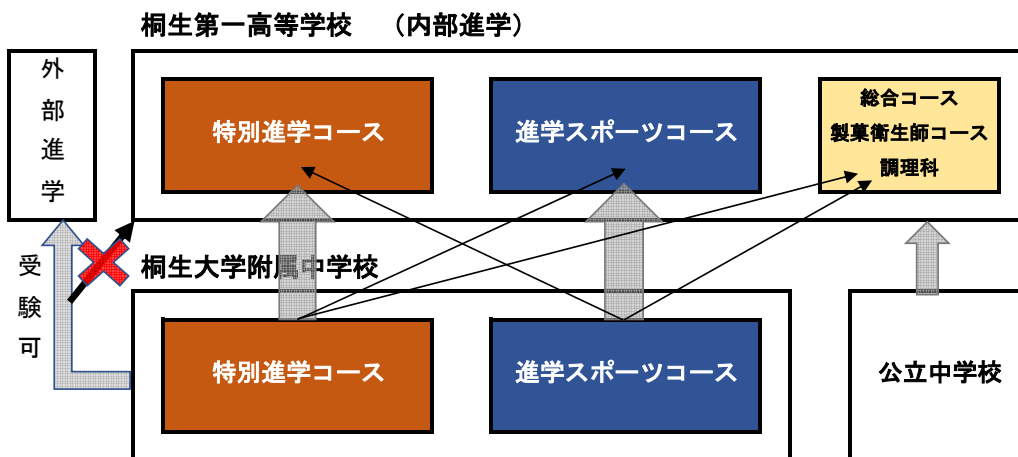 桐生第一高等学校　（内部進学）
外部進学
特別進学コース
進学スポーツコース
総合コース
製菓衛生師コース
調理科
受験可
桐生大学附属中学校
特別進学コース
進学スポーツコース
公立中学校